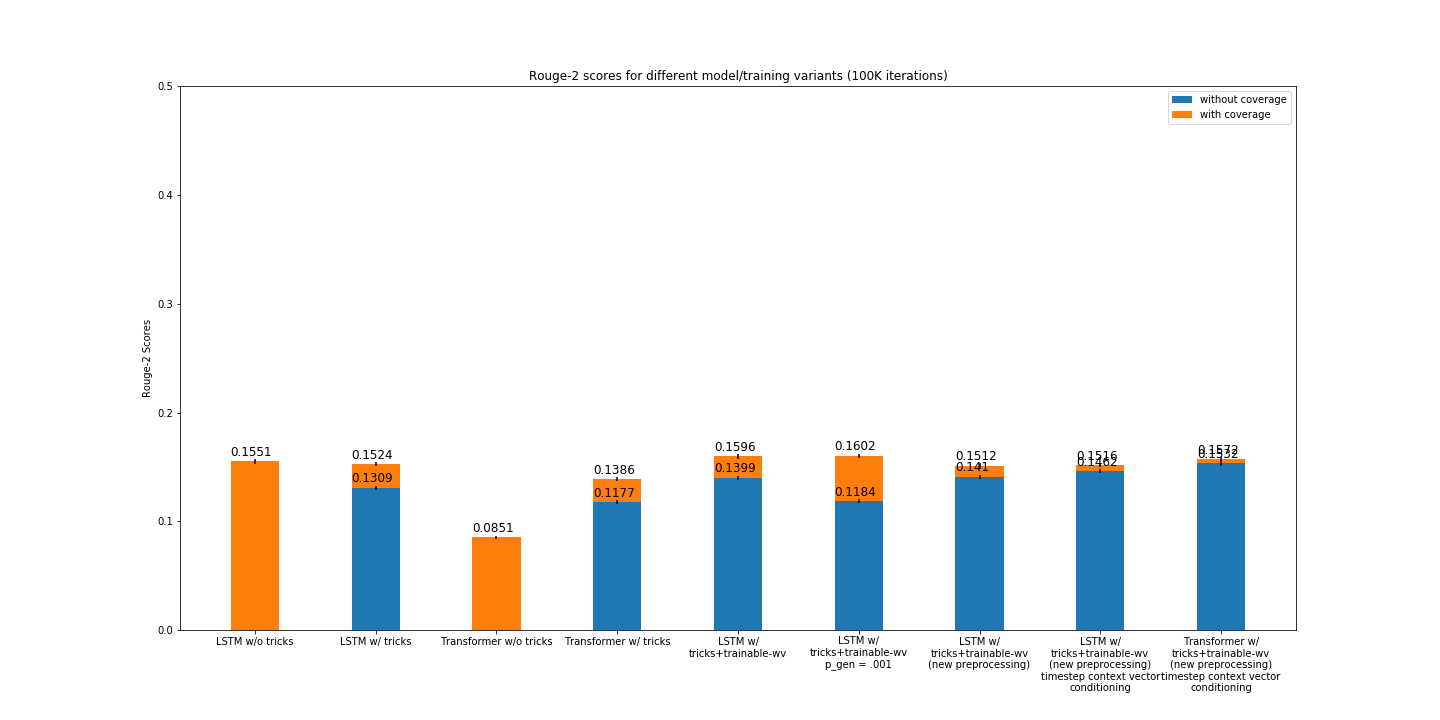 Rouge-2 scores for different model/training variants (100K iterations)
without coverage
with coverage
Rouge-2 Scores
0.5
0.4
0.3
0.2
0.1
0.0
0.1551
0.1524
0.1309
0.0851
0.1386
0.1177
0.1596
0.1399
0.1602
0.1184
0.1512
0.141
0.1516
0.1462
0.1572
0.1532
LSTM w/o tricks
LSTM w/ tricks
Transformer w/o tricks
Transformer w/ tricks
LSTM w/
tricks+trainable-wv
LSTM w/
tricks+trainable-wv
p_gen = .001
LSTM w/
tricks+trainable-wv
(new preprocessing)
LSTM w/
tricks+trainable-wv
(new preprocessing)
timestep context vector
conditioning
Transformer w/
tricks+trainable-wv
(new preprocessing)
timestep context vector
conditioning